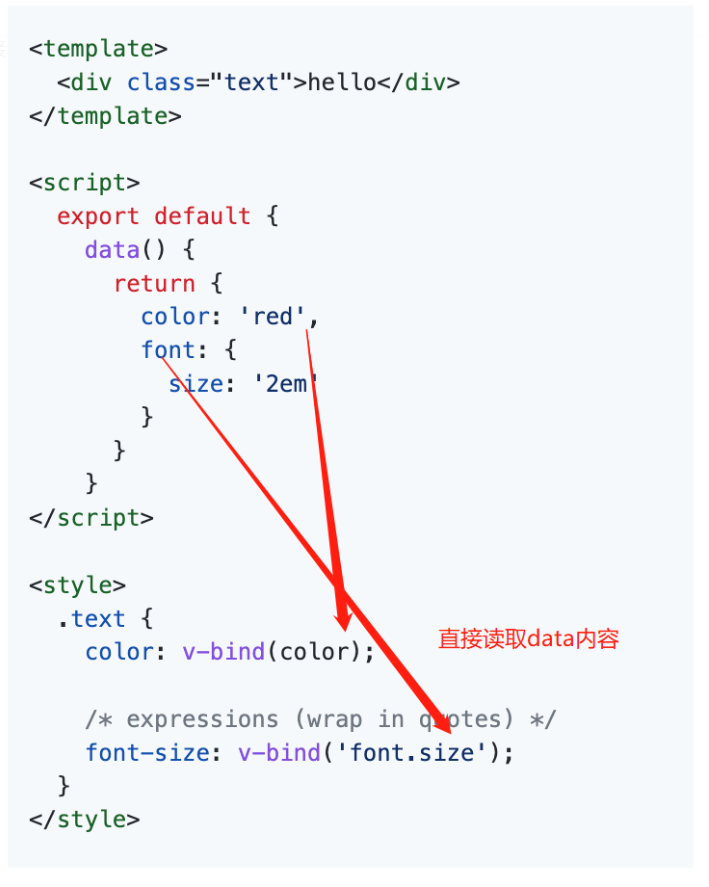 <template>
  <div class="text">hello</div>
</template>

<script>
  export default {
    data() {
      return {
        color: 'red',
        font: {
          size: '2em'
        }
      }
    }
</script>

<style>
  .text {
    color: v-bind(color);
直接读取data内容

    /* expressions (wrap in quotes) */
    font-size: v-bind('font.size');
  }
</style>